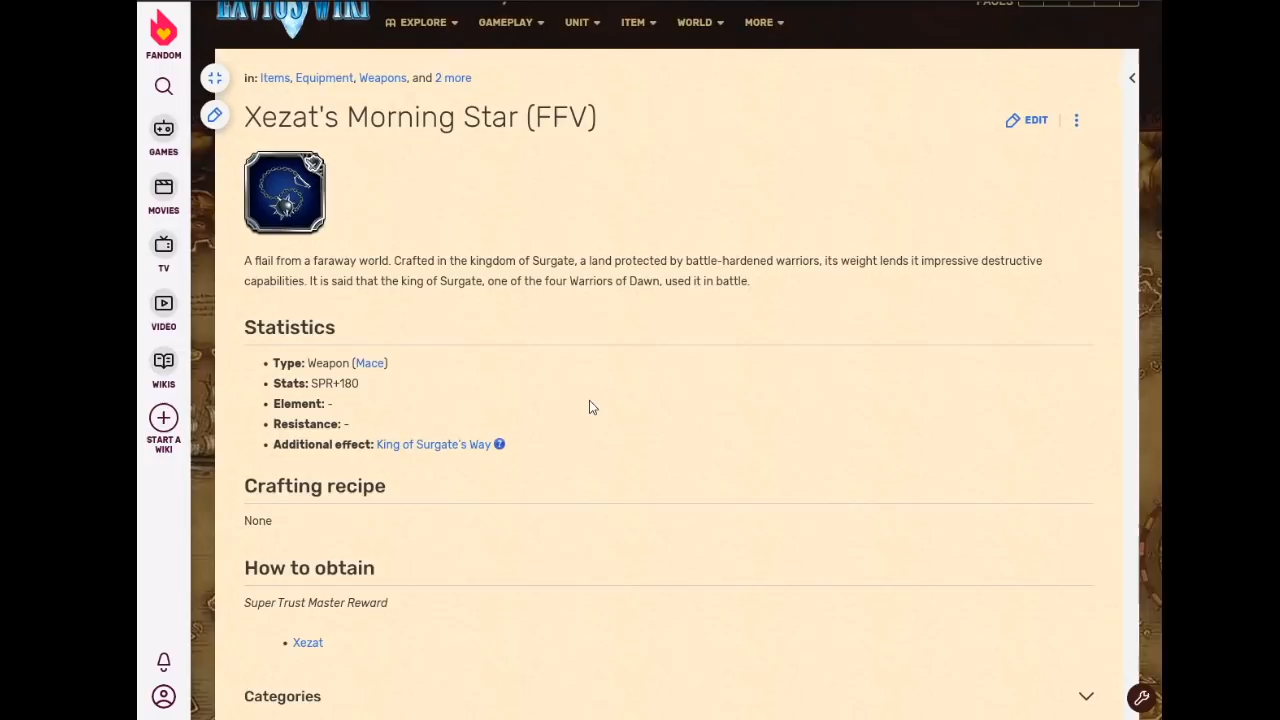 EXVIUS WIKI
PAGES
EXPLORE GAMEPLAY UNIT ITEM WORLD MORE
FANDOM
GAMES
MOVIES
TV
VIDEO
WIKIS
START A
WIKI
in: Items, Equipment, Weapons, and 2 more
Xezat's Morning Star (FFV)
EDIT
A flail from a faraway world. Crafted in the kingdom of Surgate, a land protected by battle-hardened warriors, its weight lends it impressive destructive
capabilities. It is said that the king of Surgate, one of the four Warriors of Dawn, used it in battle.
Statistics
• Type: Weapon (Mace)
• Stats: SPR+180
• Element: -
• Resistance: -
• Additional effect: King of Surgate's Way ?
Crafting recipe
None
How to obtain
Super Trust Master Reward
• Xezat
Categories